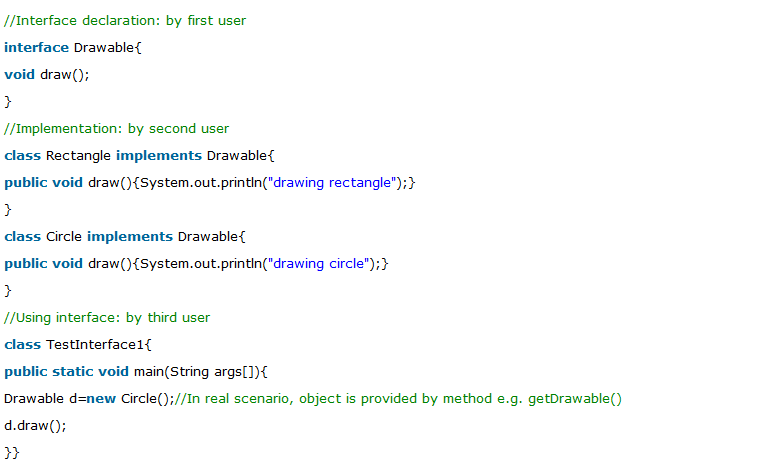 //Interface declaration: by first user
interface Drawable{
void draw();
}
//Implementation: by second user
class Rectangle implements Drawable{
public void draw(){System.out.println("drawing rectangle");}
}
class Circle implements Drawable{
public void draw(){System.out.println("drawing circle");}
}
//Using interface: by third user
class TestInterface1{
public static void main(String args[]){
Drawable d=new Circle();//In real scenario, object is provided by method e.g. getDrawable()
d.draw();
}}